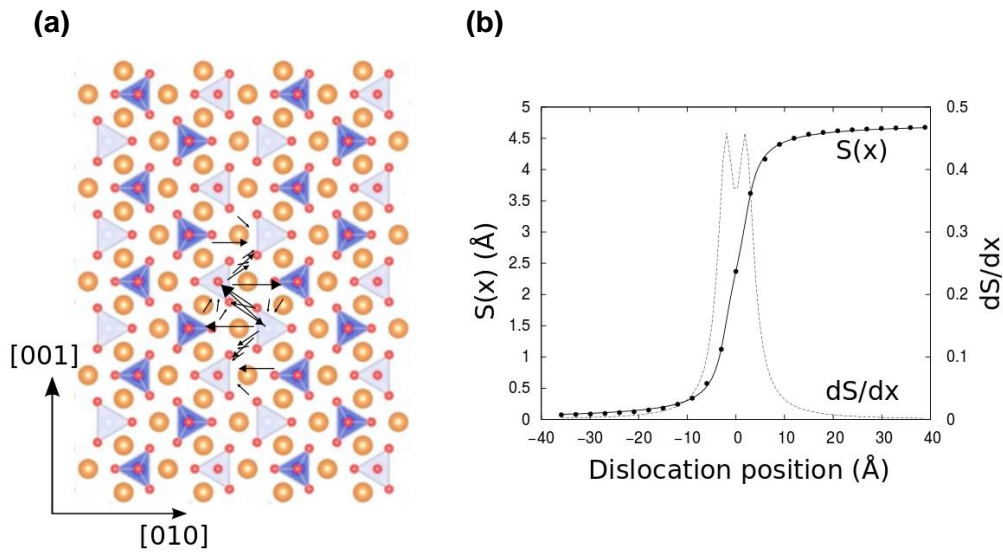 (a)
[001]
[010]
(b)
5
4.5
4
3.5
3
2.5
2
1.5
1
0.5
0
S(x) (Å)
0.5
0.4
0.3
0.2
0.1
0
dS/dx
S(x)
dS/dx
−40 −30 −20 −10 0 10 20 30 40
Dislocation position (Å)